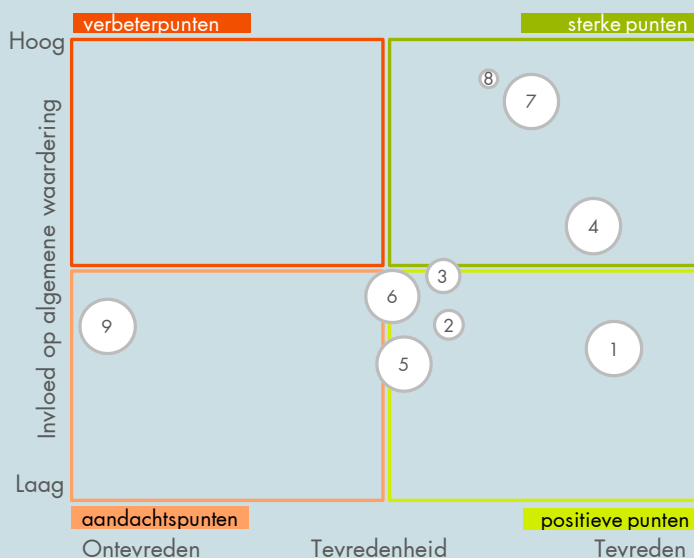 verbeterpunten
sterke punten
Hoog
8
7
4
Invloed op algemene waardering
3
6
9
2
5
1
Laag
aandachtspunten
positieve punten
Ontevreden
Tevredenheid
Tevreden